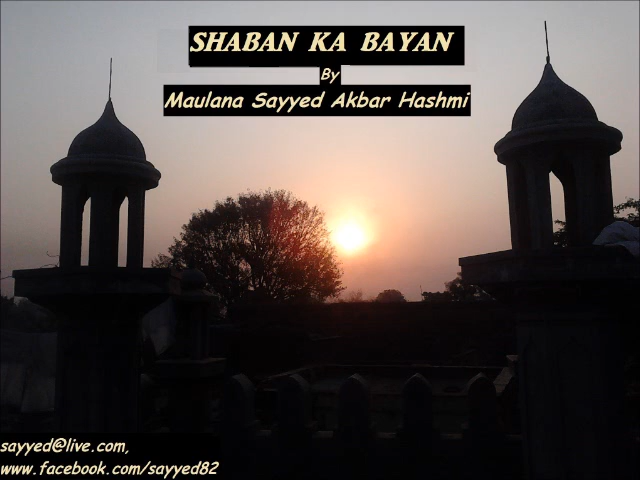 SHABAN KA BAYAN
By
Maulana Sayyed Akbar Hashmi
sayyed@live.com,
www.facebook.com/sayyed82